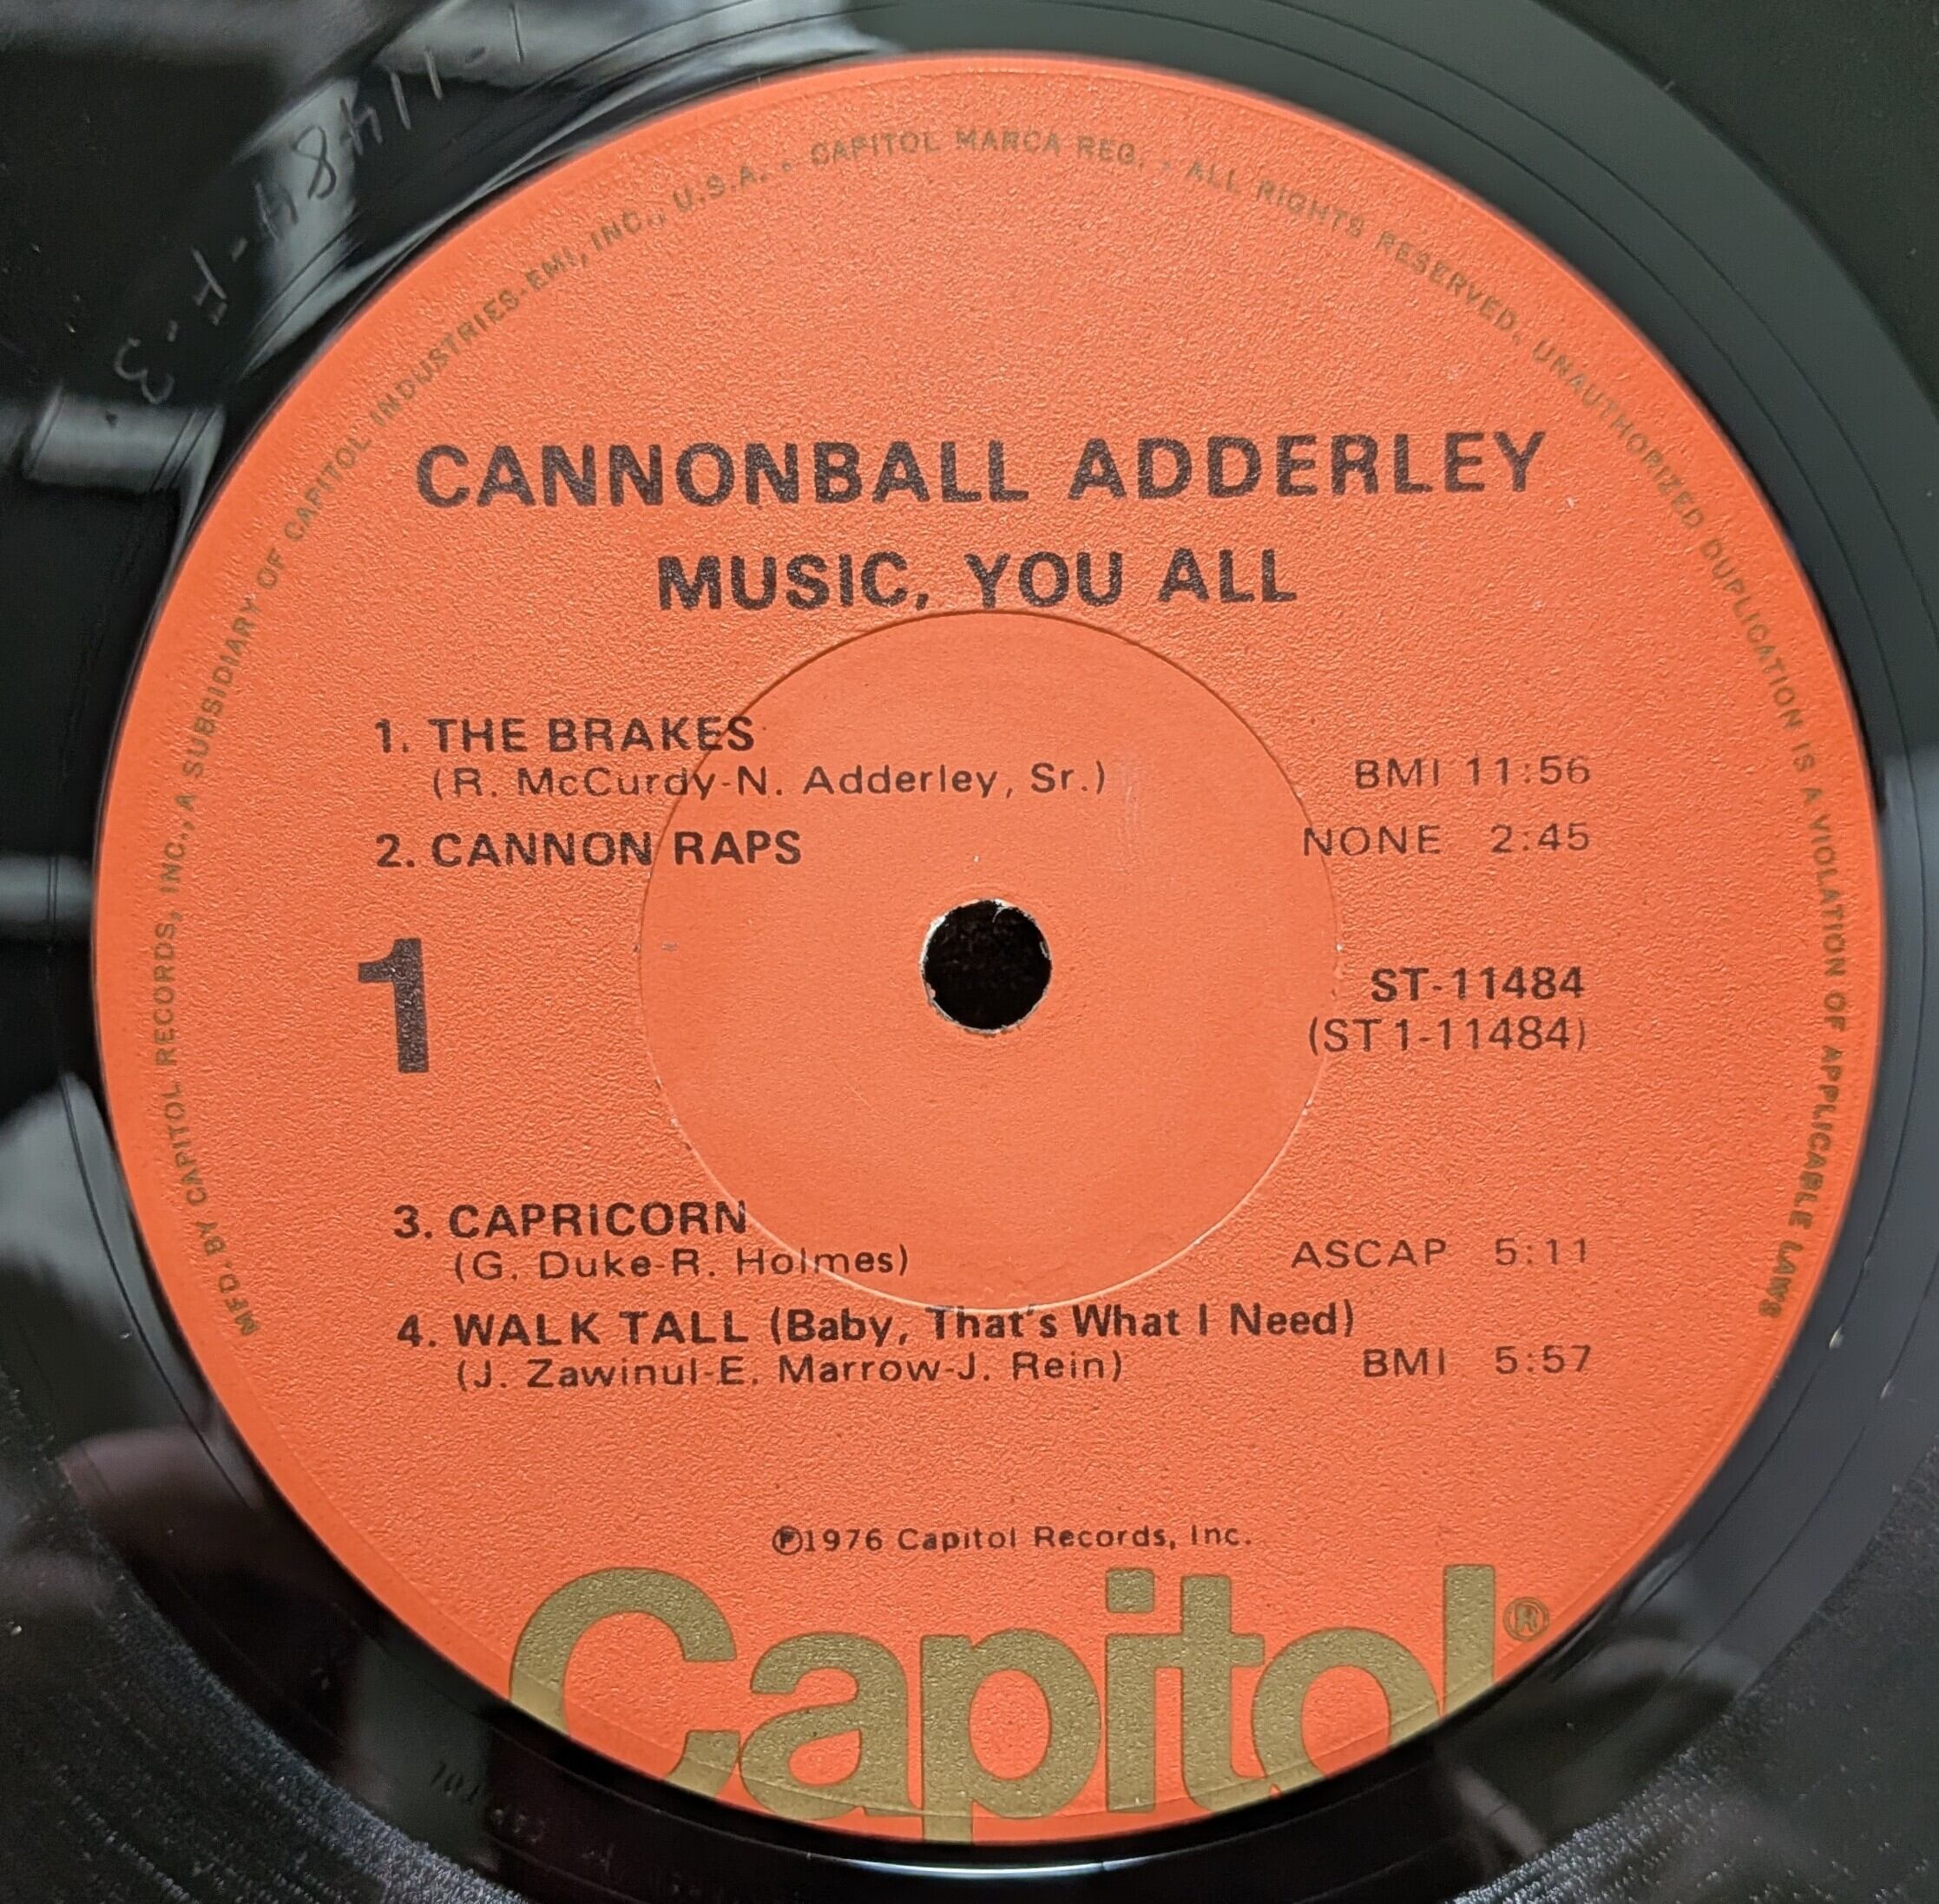 MFD. BY CAPITOL RECORDS, INC., A SUBSIDIARY OF CAPITOL INDUSTRIES-EMI, INC., U.S.A. • CAPITOL MARCA REG. • ALL RIGHTS RESERVED. UNAUTHORIZED DUPLICATION IS A VIOLATION OF APPLICABLE LAWS
CANNONBALL ADDERLEY
MUSIC, YOU ALL
1. THE BRAKES
(R. McCurdy-N. Adderley, Sr.) BMI 11:56
2. CANNON RAPS NONE 2:45
1
ST-11484
(ST1-11484)
3. CAPRICORN
(G. Duke-R. Holmes) ASCAP 5:11
4. WALK TALL (Baby, That's What I Need)
(J. Zawinul-E. Marrow-J. Rein) BMI 5:57
Ⓟ1976 Capitol Records, Inc.
Capitol®